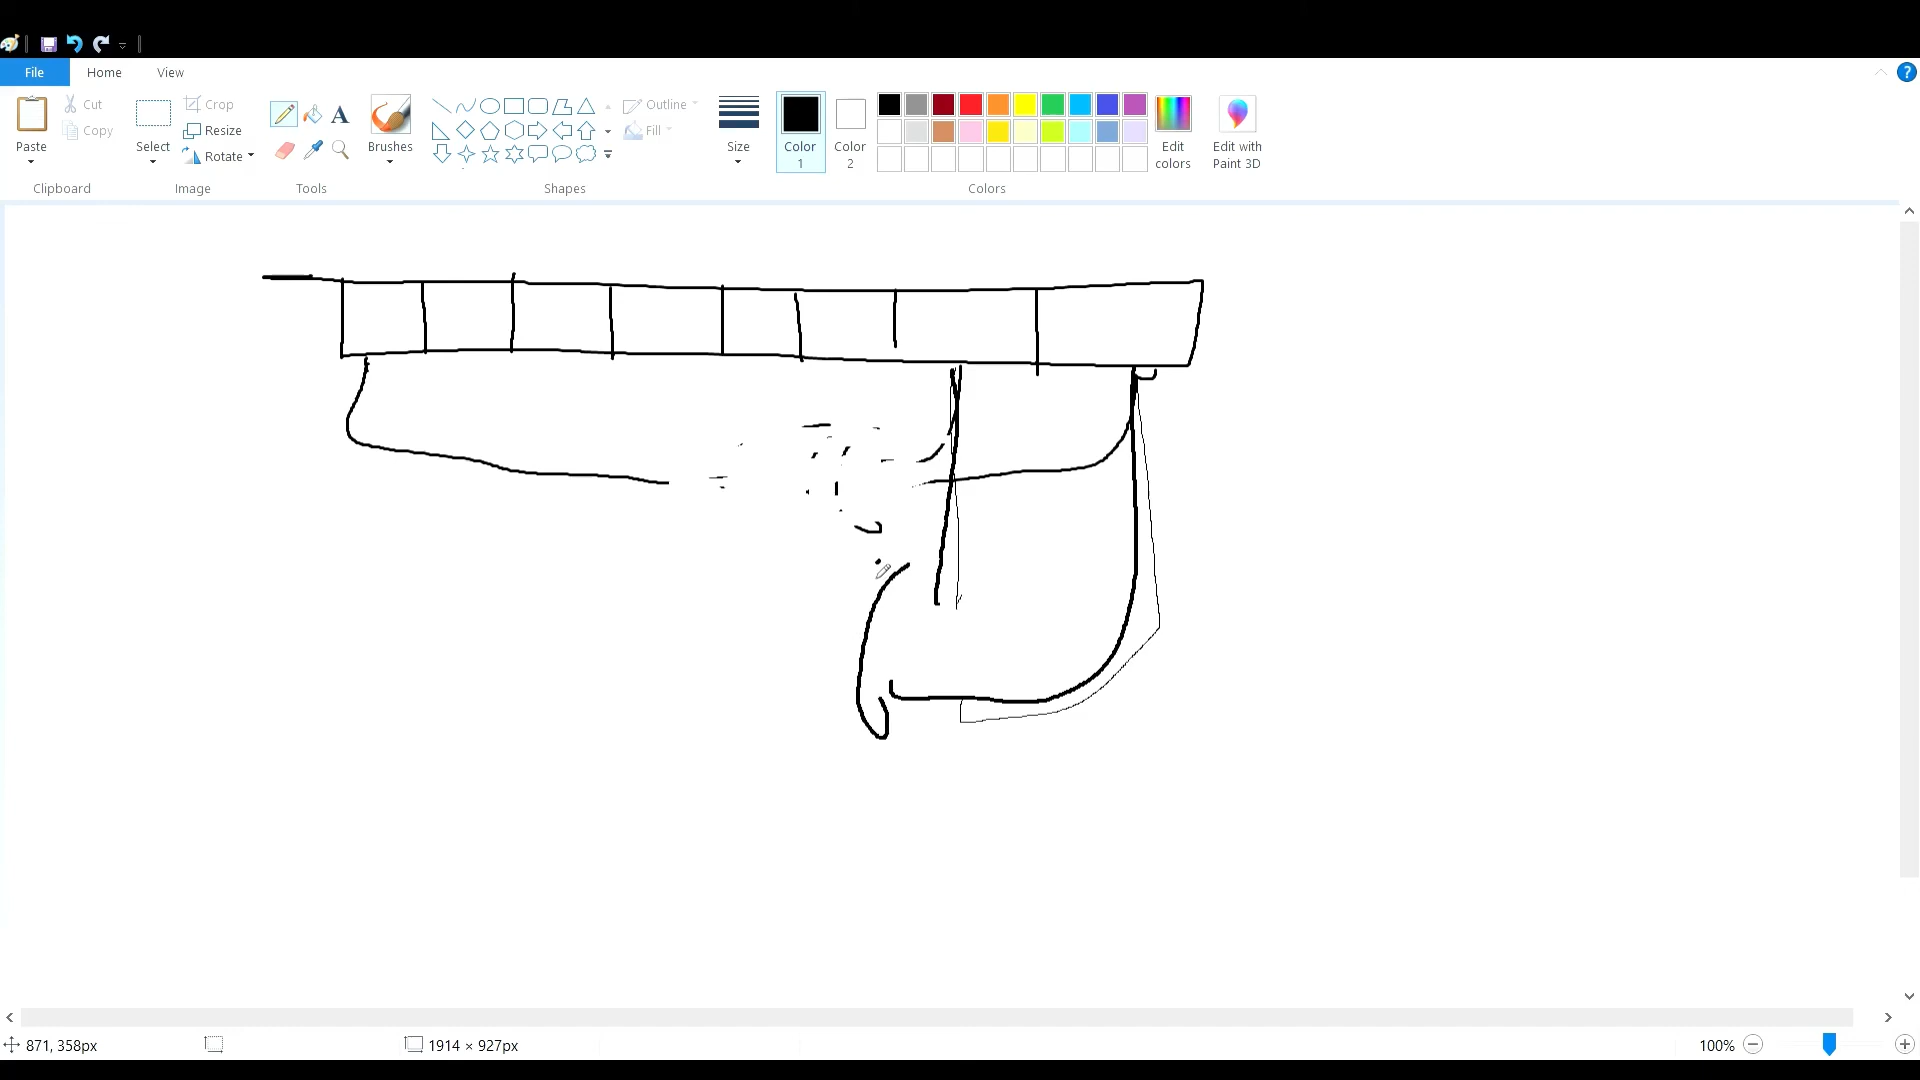 File Home View
Paste
Cut
Copy
Clipboard
Select
Crop
Resize
Rotate
Image
Tools
Brushes
Outline
Fill
Shapes
Size
Color
1
Color
2
Edit
colors
Edit with
Paint 3D
Colors
871, 358px
1914 × 927px
100%